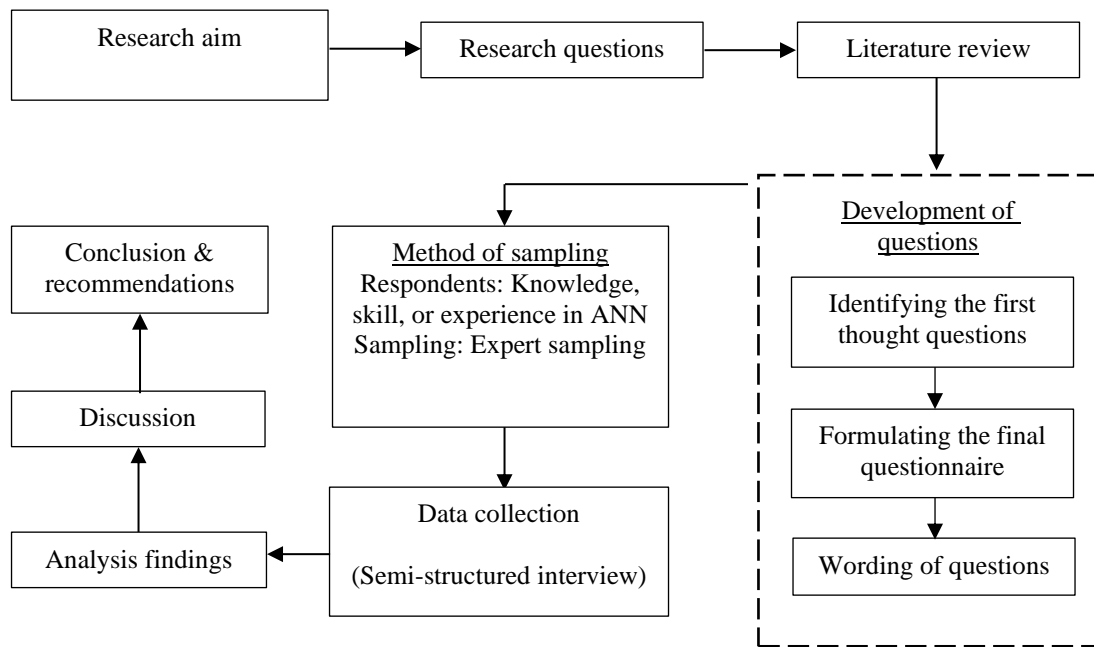 Research aim
Research questions
Literature review
Development of
questions
Identifying the first
thought questions
Formulating the final
questionnaire
Wording of questions
Method of sampling
Respondents: Knowledge,
skill, or experience in ANN
Sampling: Expert sampling
Data collection
(Semi-structured interview)
Analysis findings
Discussion
Conclusion &
recommendations